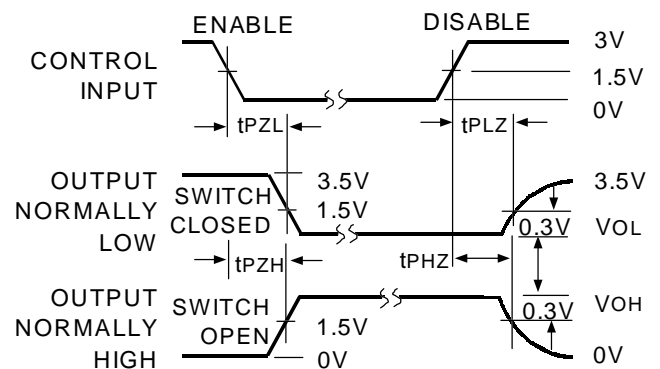 ENABLE
DISABLE
CONTROL
INPUT
3V
1.5V
0V
tPZL
tPLZ
OUTPUT
NORMALLY
LOW
SWITCH
CLOSED
3.5V
1.5V
3.5V
0.3V
VOL
tPZH
tPHZ
OUTPUT
NORMALLY
HIGH
SWITCH
OPEN
1.5V
0V
0.3V
VOH
0V